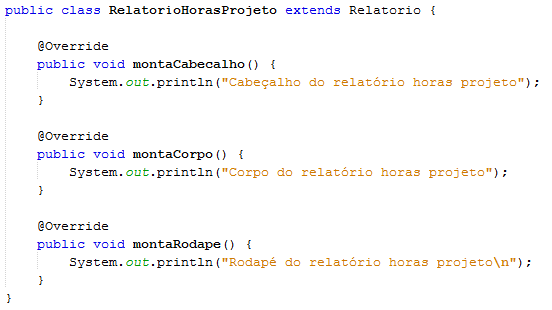 public class RelatorioHorasProjeto extends Relatorio {
@Override
public void montaCabecalho() {
System.out.println("Cabeçalho do relatório horas projeto");
}
@Override
public void montaCorpo() {
System.out.println("Corpo do relatório horas projeto");
}
@Override
public void montaRodape() {
System.out.println("Rodapé do relatório horas projeto\n");
}
}